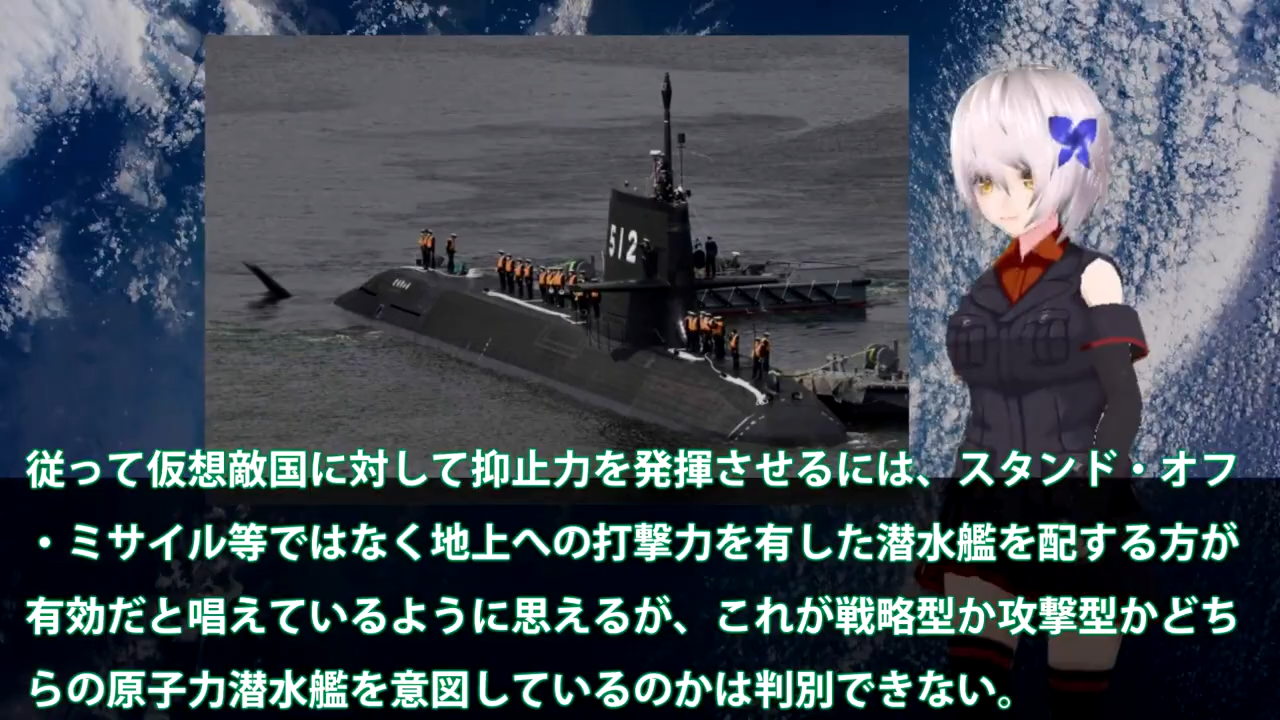 512
従って仮想敵国に対して抑止力を発揮させるには、スタンド・オフ
・ミサイル等ではなく地上への打撃力を有した潜水艦を配する方が
有効だと唱えているように思えるが、これが戦略型か攻撃型かどち
らの原子力潜水艦を意図しているのかは判別できない。